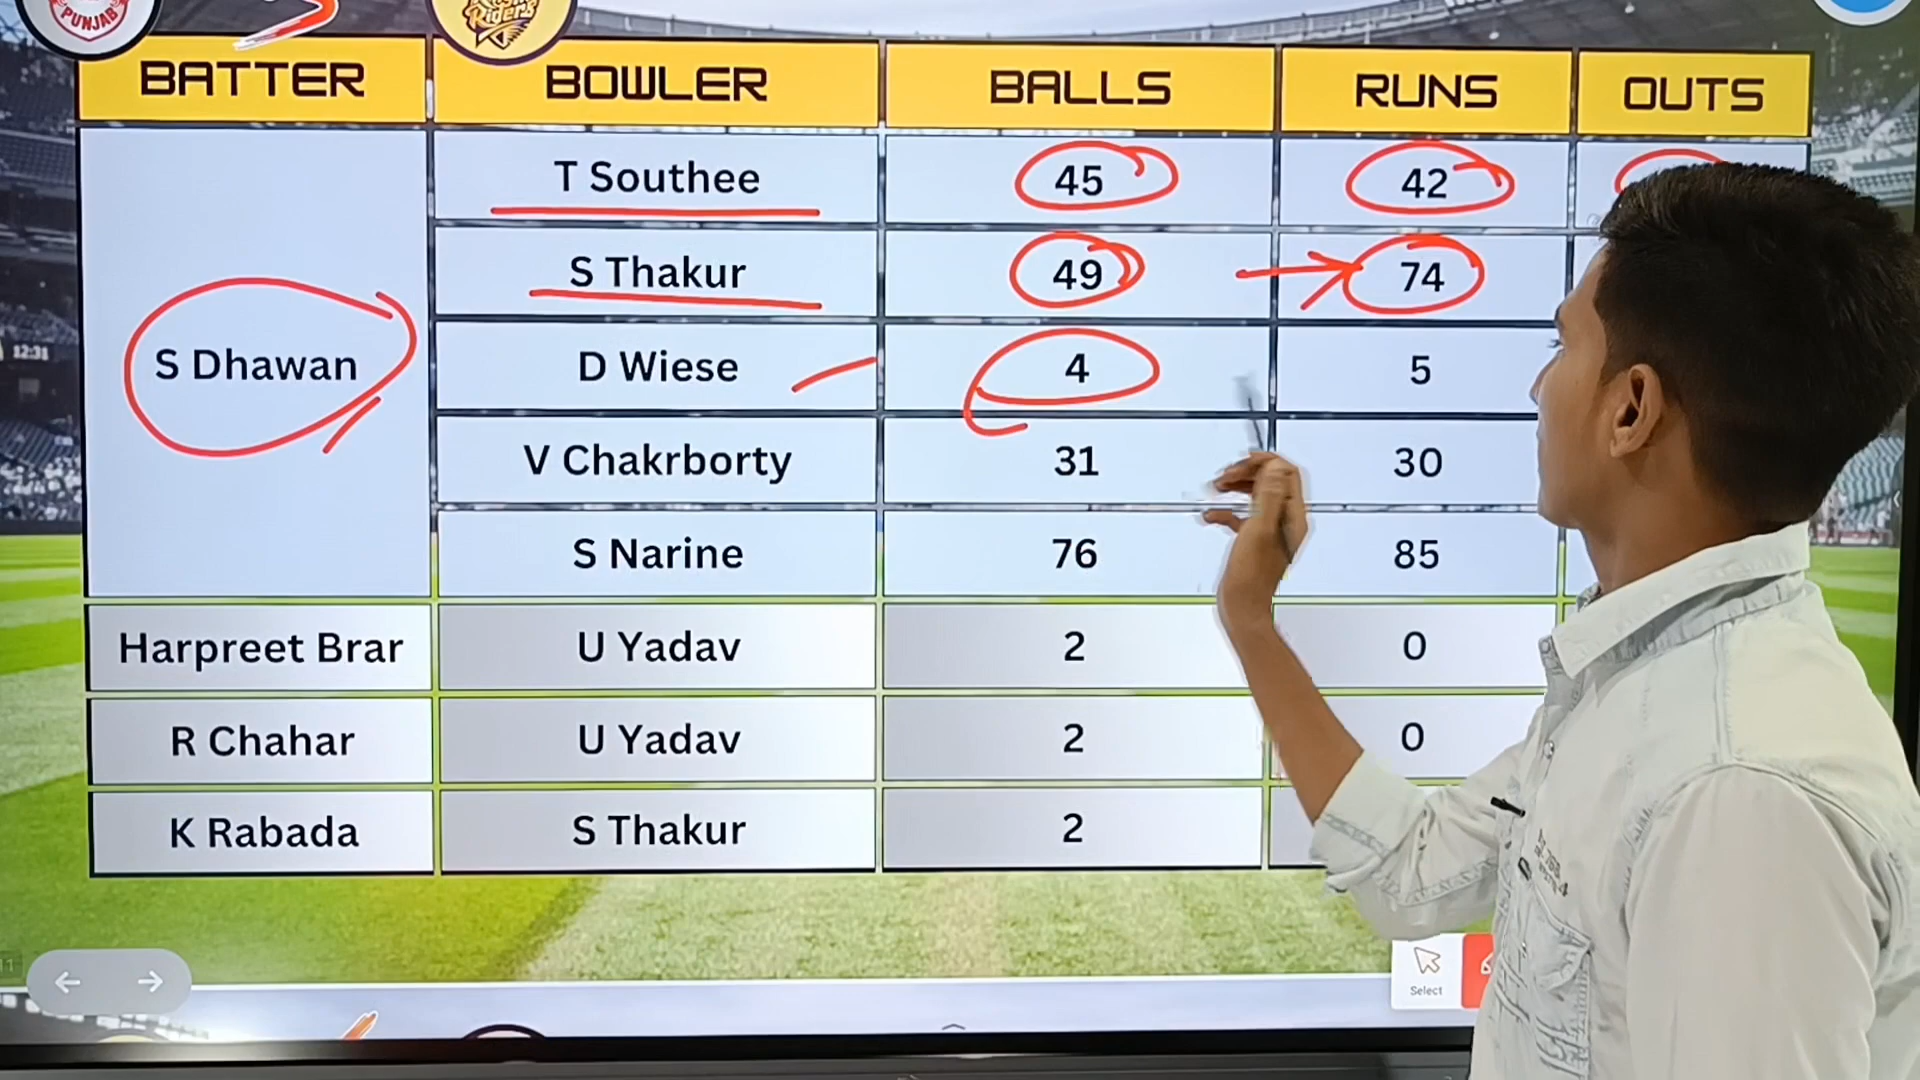 PUNJAB
Riders
BATTER BOWLER BALLS RUNS OUTS
S Dhawan
T Southee 45 42
S Thakur 49 74
D Wiese 4 5
V Chakrborty 31 30
S Narine 76 85
Harpreet Brar U Yadav 2 0
R Chahar U Yadav 2 0
K Rabada S Thakur 2
12:31
Select